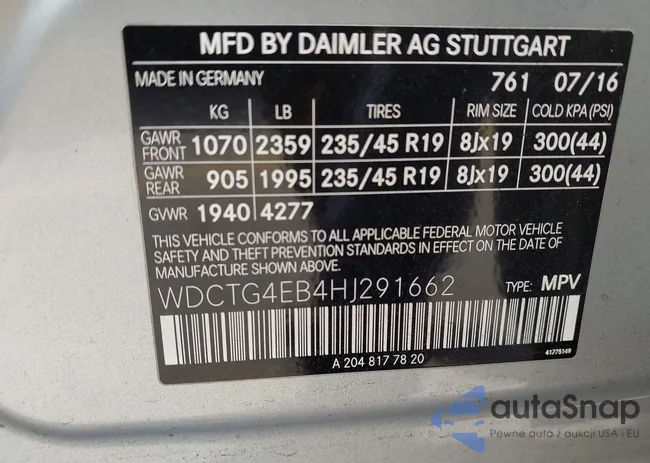 MFD BY DAIMLER AG STUTTGART
MADE IN GERMANY 761 07/16
KG LB TIRES RIM SIZE COLD KPA (PSI)
GAWR FRONT 1070 2359 235/45 R19 8Jx19 300(44)
GAWR REAR 905 1995 235/45 R19 8Jx19 300(44)
GVWR 1940 4277
THIS VEHICLE CONFORMS TO ALL APPLICABLE FEDERAL MOTOR VEHICLE
SAFETY AND THEFT PREVENTION STANDARDS IN EFFECT ON THE DATE OF
MANUFACTURE SHOWN ABOVE.
WDCTG4EB4HJ291662 TYPE: MPV
A 204 817 78 20 41775149
autaSnap
Pewne auta z aukcji USA i EU